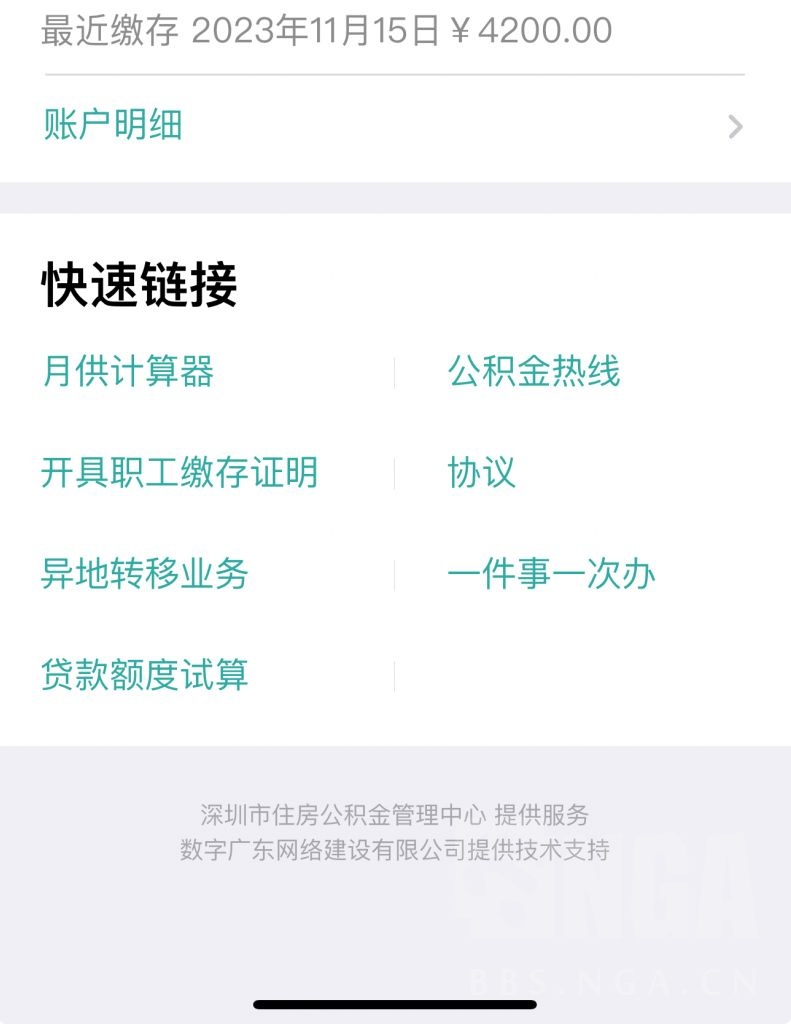 最近缴存 2023年11月15日￥4200.00
账户明细
快速链接
月供计算器
公积金热线
开具职工缴存证明
协议
异地转移业务
一件事一次办
贷款额度试算
深圳市住房公积金管理中心 提供服务
数字广东网络建设有限公司提供技术支持
NGA
BBS.NGA.CN